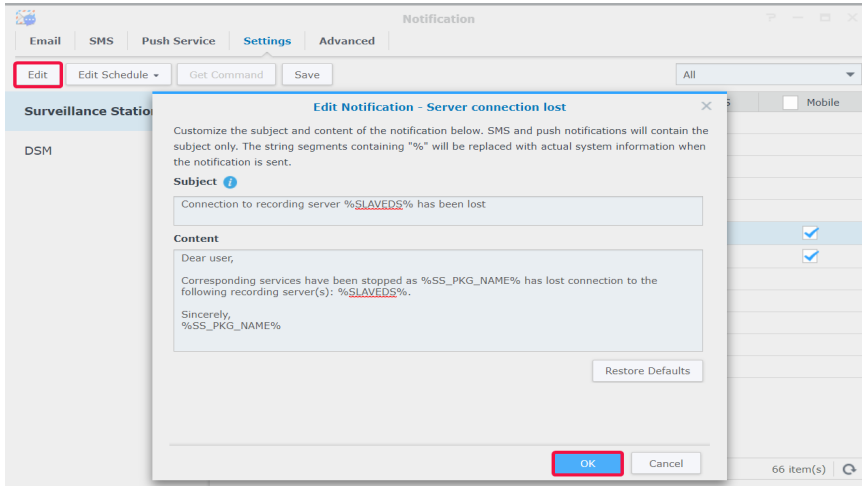 Notification
Email SMS Push Service Settings Advanced
Edit Edit Schedule Get Command Save All
Surveillance Statio
DSM
S Mobile
Edit Notification - Server connection lost
Customize the subject and content of the notification below. SMS and push notifications will contain the
subject only. The string segments containing "%" will be replaced with actual system information when
the notification is sent.
Subject
Connection to recording server %SLAVEDS% has been lost
Content
Dear user,
Corresponding services have been stopped as %SS_PKG_NAME% has lost connection to the
following recording server(s): %SLAVEDS%.
Sincerely,
%SS_PKG_NAME%
Restore Defaults
OK Cancel
66 item(s)